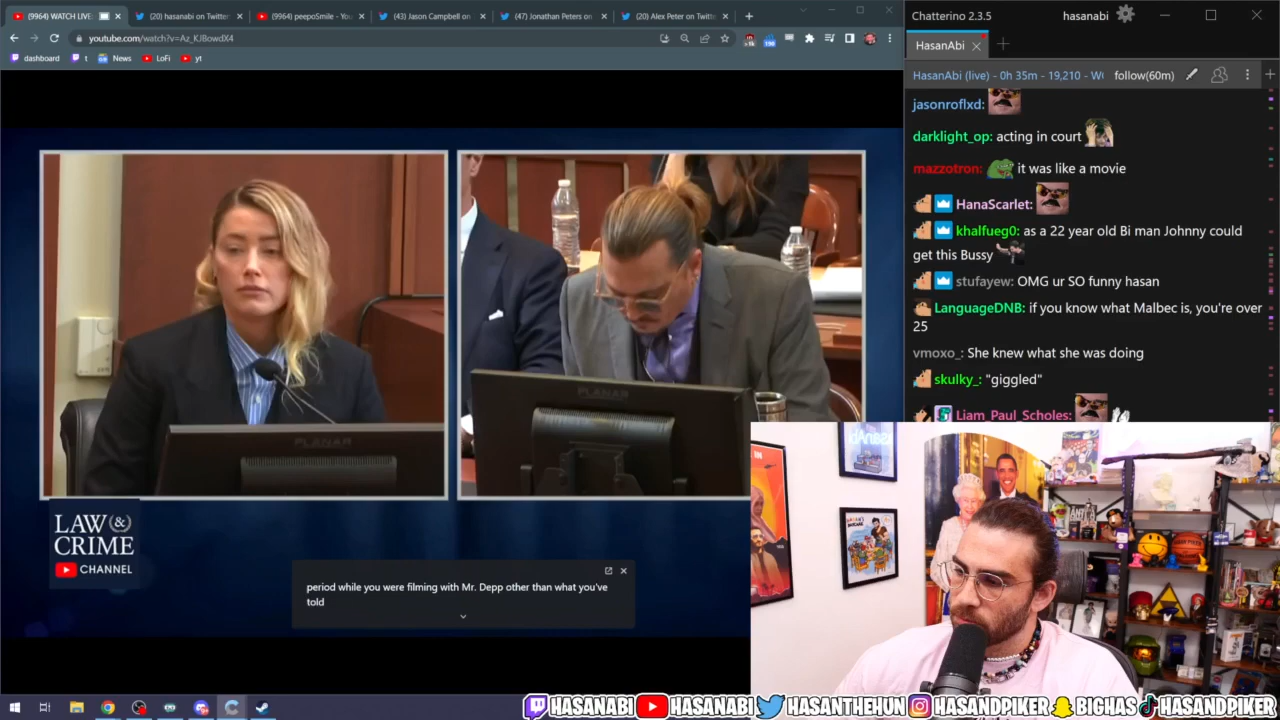 (9964) WATCH LIVE:
(20) hasanabi on Twitter
(9964) peepoSmile - You
(43) Jason Campbell on
(47) Jonathan Peters on
(20) Alex Peter on Twitte
youtube.com/watch?v=Az_KJBowdX4
dashboard
t
News
LoFi
yt
LAW &
CRIME
CHANNEL
PLANAR
PLANAR
period while you were filming with Mr. Depp other than what you've
told
Chatterino 2.3.5
hasanabi
HasanAbi
HasanAbi (live) - 0h 35m - 19,210 - W
follow(60m)
jasonroflxd:
darklight_op: acting in court
mazzotron: it was like a movie
HanaScarlet:
khalfueg0: as a 22 year old Bi man Johnny could
get this Bussy
stufayew: OMG ur SO funny hasan
LanguageDNB: if you know what Malbec is, you're over
25
vmoxo_: She knew what she was doing
skulky_: "giggled"
Liam_Paul_Scholes:
HASANABI HASANABI HASANTHEHUN HASANDPIKER BIGHAS HASANDPIKER